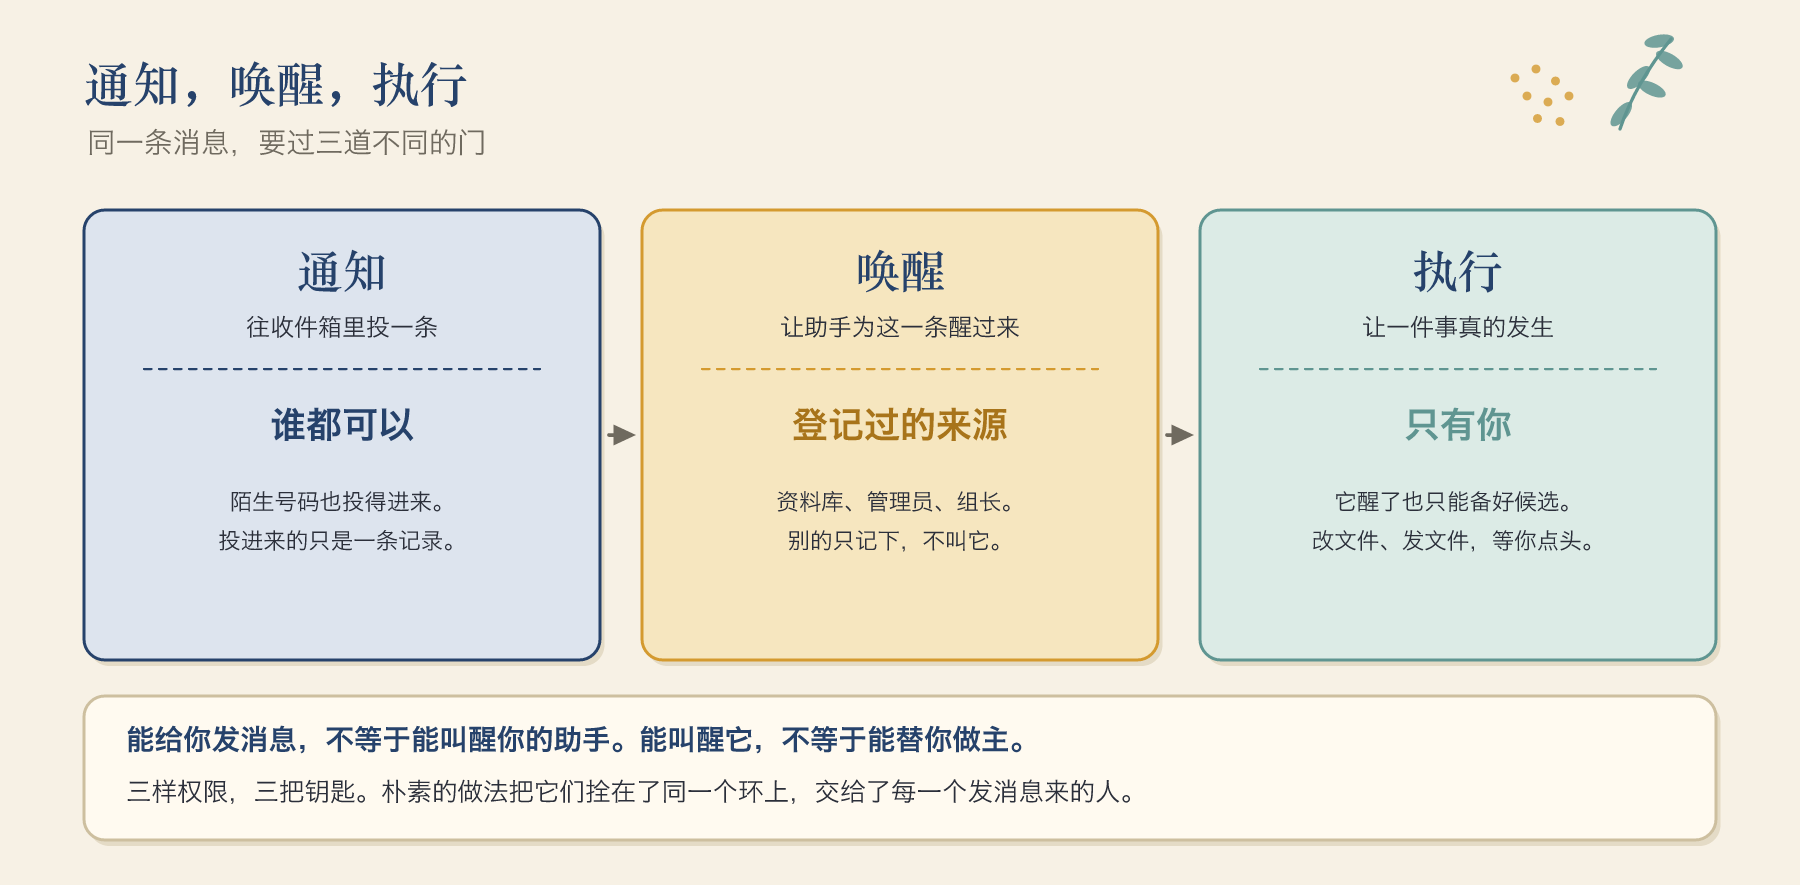 通知，唤醒，执行
同一条消息，要过三道不同的门
通知
往收件箱里投一条
谁都可以
陌生号码也投得进来。
投进来的只是一条记录。
唤醒
让助手为这一条醒过来
登记过的来源
资料库、管理员、组长。
别的只记下，不叫它。
执行
让一件事真的发生
只有你
它醒了也只能备好候选。
改文件、发文件，等你点头。
能给你发消息，不等于能叫醒你的助手。能叫醒它，不等于能替你做主。
三样权限，三把钥匙。朴素的做法把它们拴在了同一个环上，交给了每一个发消息来的人。